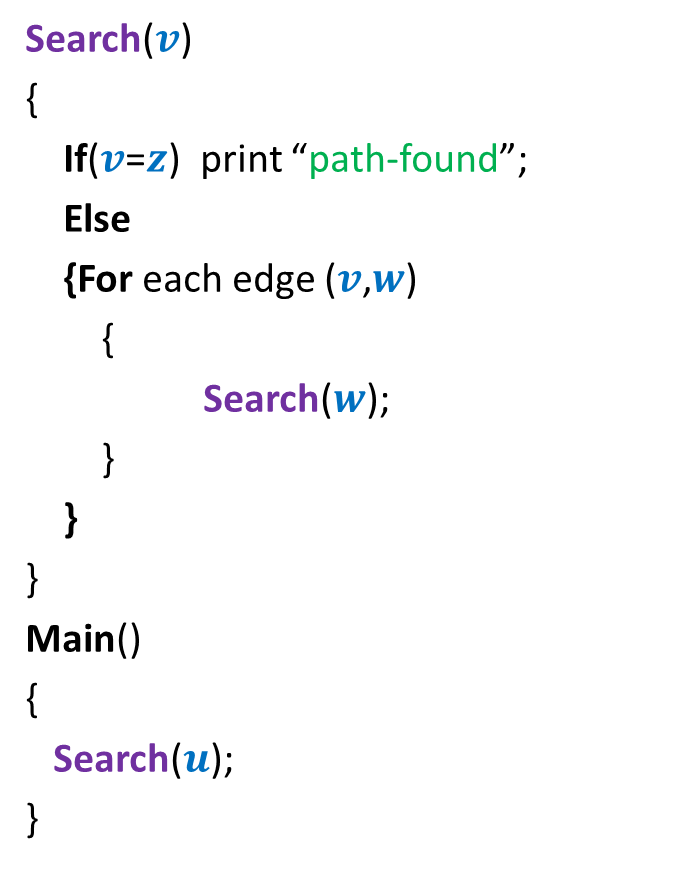 Search(v)
{
If(v=z) print “path-found”;
Else
{For each edge (v,w)
{
Search(w);
}
}
}
Main()
{
Search(u);
}